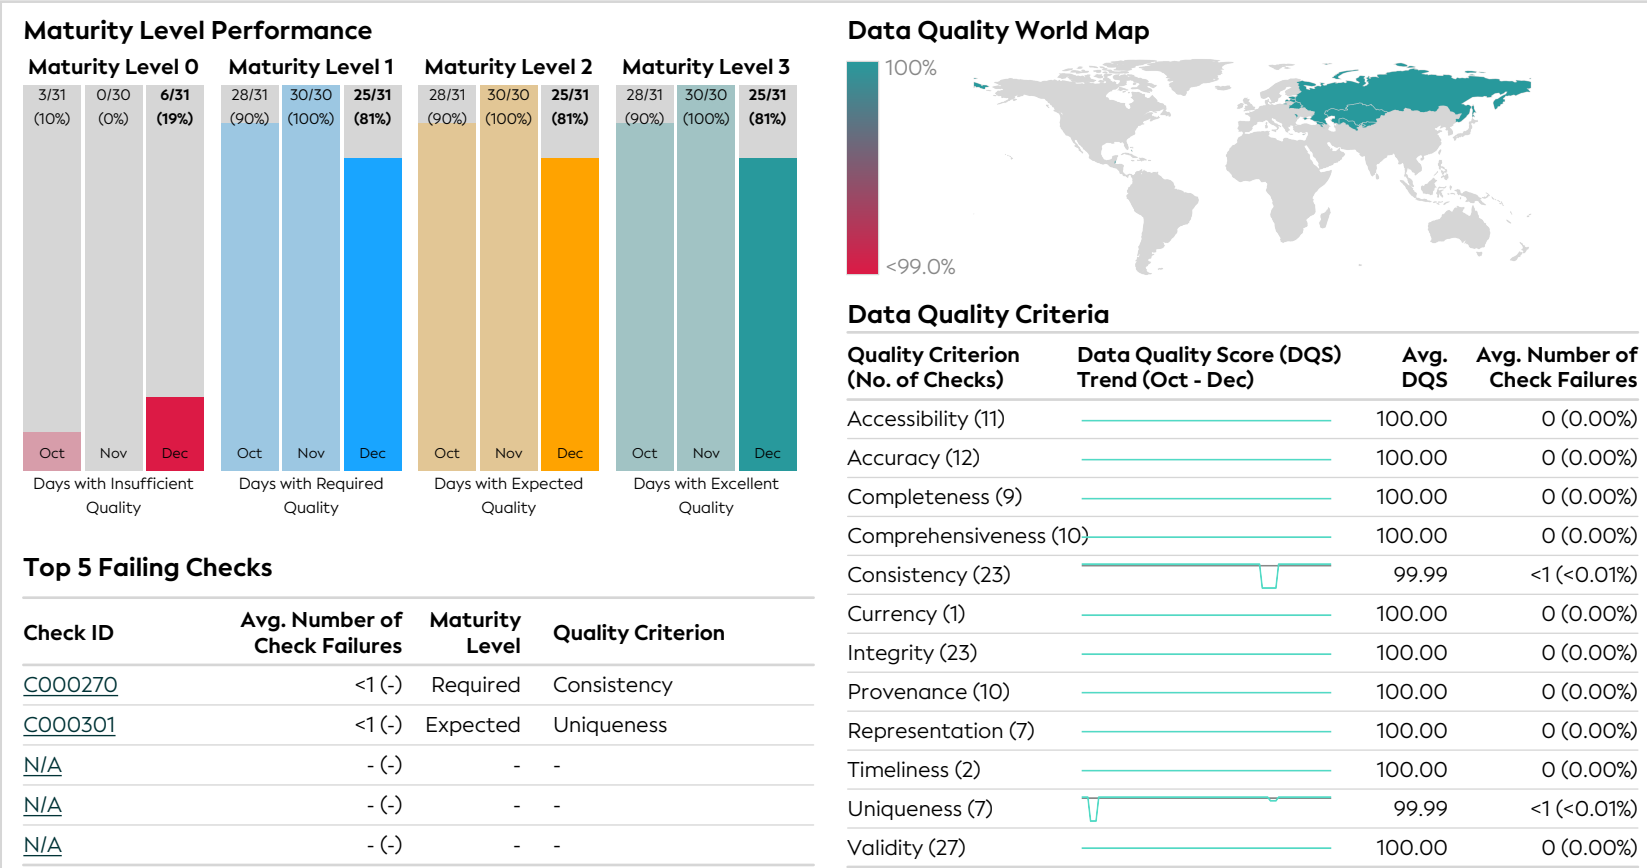 Maturity Level Performance
Maturity Level 0
Maturity Level 1
Maturity Level 2
Maturity Level 3
3/31 0/30 6/31
(10%) (0%) (19%)
28/31 30/30 25/31
(90%) (100%) (81%)
28/31 30/30 25/31
(90%) (100%) (81%)
28/31 30/30 25/31
(90%) (100%) (81%)
Oct Nov Dec
Oct Nov Dec
Oct Nov Dec
Oct Nov Dec
Days with Insufficient
Quality
Days with Required
Quality
Days with Expected
Quality
Days with Excellent
Quality
Top 5 Failing Checks
Check ID
Avg. Number of
Check Failures
Maturity
Level
Quality Criterion
C000270 <1 (-) Required Consistency
C000301 <1 (-) Expected Uniqueness
N/A - (-) - -
N/A - (-) - -
N/A - (-) - -
Data Quality World Map
100%
<99.0%
Data Quality Criteria
Quality Criterion
(No. of Checks)
Data Quality Score (DQS)
Trend (Oct - Dec)
Avg.
DQS
Avg. Number of
Check Failures
Accessibility (11) 100.00 0 (0.00%)
Accuracy (12) 100.00 0 (0.00%)
Completeness (9) 100.00 0 (0.00%)
Comprehensiveness (10) 100.00 0 (0.00%)
Consistency (23) 99.99 <1 (<0.01%)
Currency (1) 100.00 0 (0.00%)
Integrity (23) 100.00 0 (0.00%)
Provenance (10) 100.00 0 (0.00%)
Representation (7) 100.00 0 (0.00%)
Timeliness (2) 100.00 0 (0.00%)
Uniqueness (7) 99.99 <1 (<0.01%)
Validity (27) 100.00 0 (0.00%)